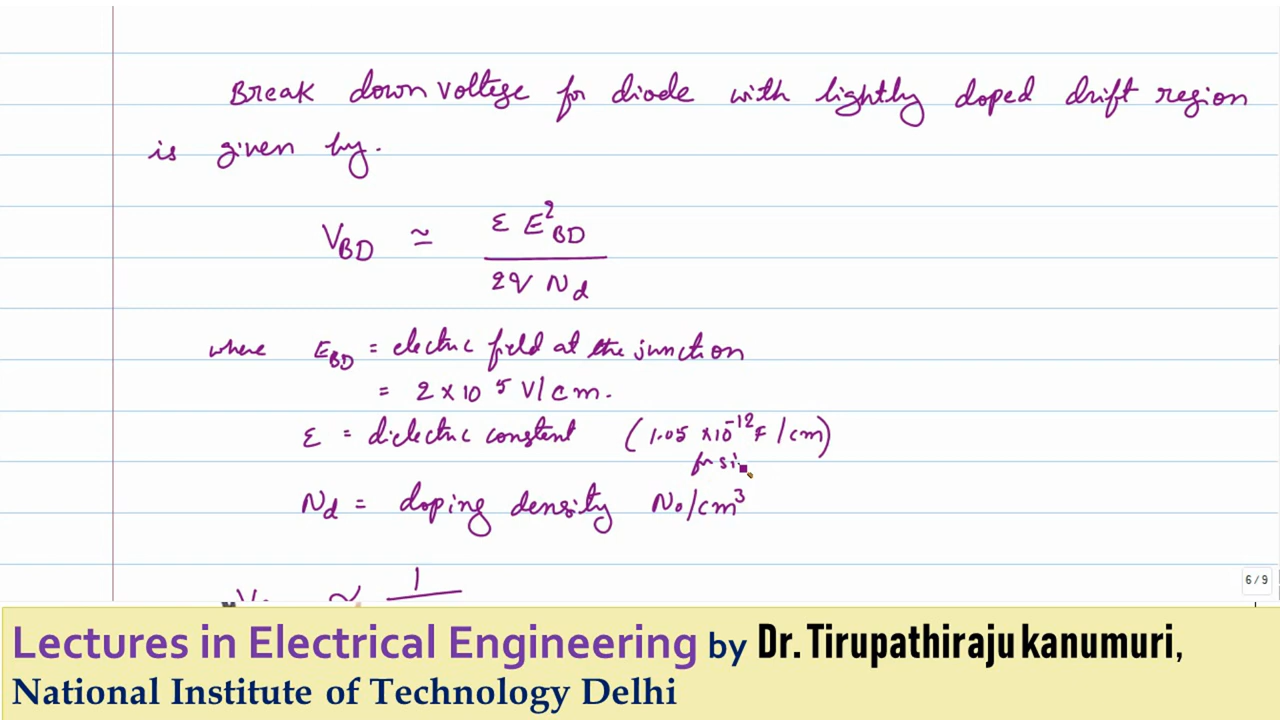 Break down voltege for diode with lightly doped drift region
is given by.
V_BD ≃ ε E²_BD / 2q N_d
where E_BD = electric field at the junction
= 2 × 10⁵ V/cm.
ε = dielectric constant (1.05 ×10⁻¹² F/cm)
for si
N_d = doping density No/cm³
≃ 1
6 / 9
Lectures in Electrical Engineering by Dr. Tirupathiraju kanumuri,
National Institute of Technology Delhi